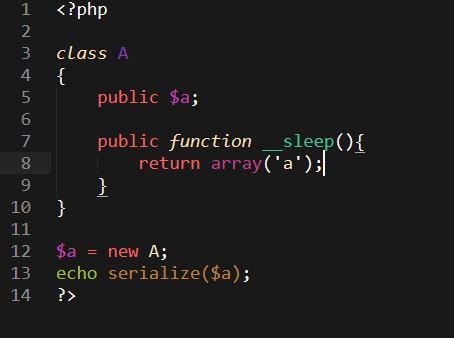 1 <?php
2
3 class A
4 {
5     public $a;
6
7     public function __sleep(){
8         return array('a');
9     }
10 }
11
12 $a = new A;
13 echo serialize($a);
14 ?>